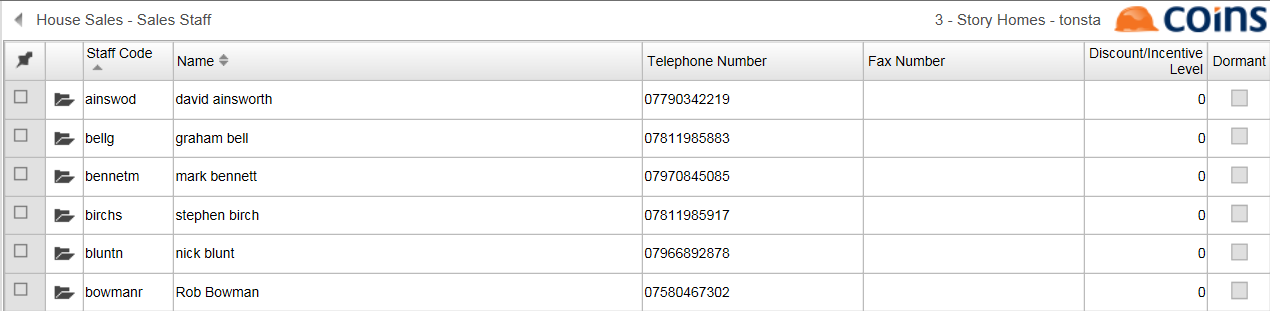 House Sales - Sales Staff
3 - Story Homes - tonsta
coins
Staff Code Name Telephone Number Fax Number Discount/Incentive Level Dormant
ainswod david ainsworth 07790342219 0
bellg graham bell 07811985883 0
bennetm mark bennett 07970845085 0
birchs stephen birch 07811985917 0
bluntn nick blunt 07966892878 0
bowmanr Rob Bowman 07580467302 0